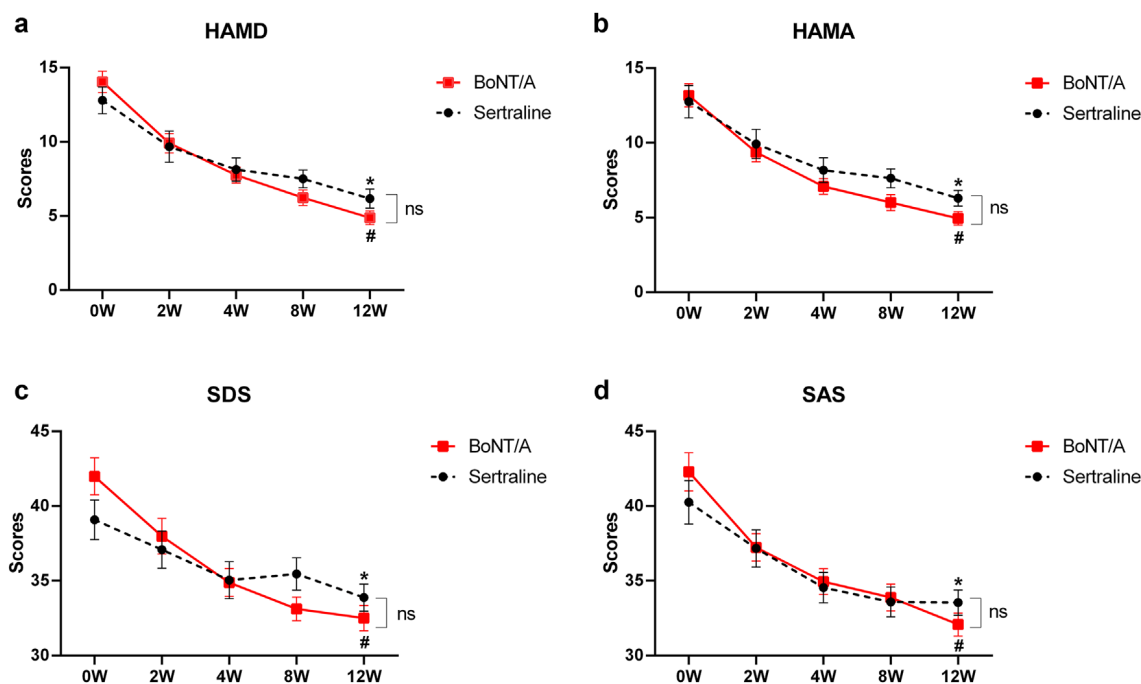 a
HAMD
15
10
5
0
Scores
0W 2W 4W 8W 12W
BoNT/A
Sertraline
*
ns
#
b
HAMA
15
10
5
0
Scores
0W 2W 4W 8W 12W
BoNT/A
Sertraline
*
ns
#
c
SDS
45
40
35
30
Scores
0W 2W 4W 8W 12W
BoNT/A
Sertraline
*
ns
#
d
SAS
45
40
35
30
Scores
0W 2W 4W 8W 12W
BoNT/A
Sertraline
*
ns
#